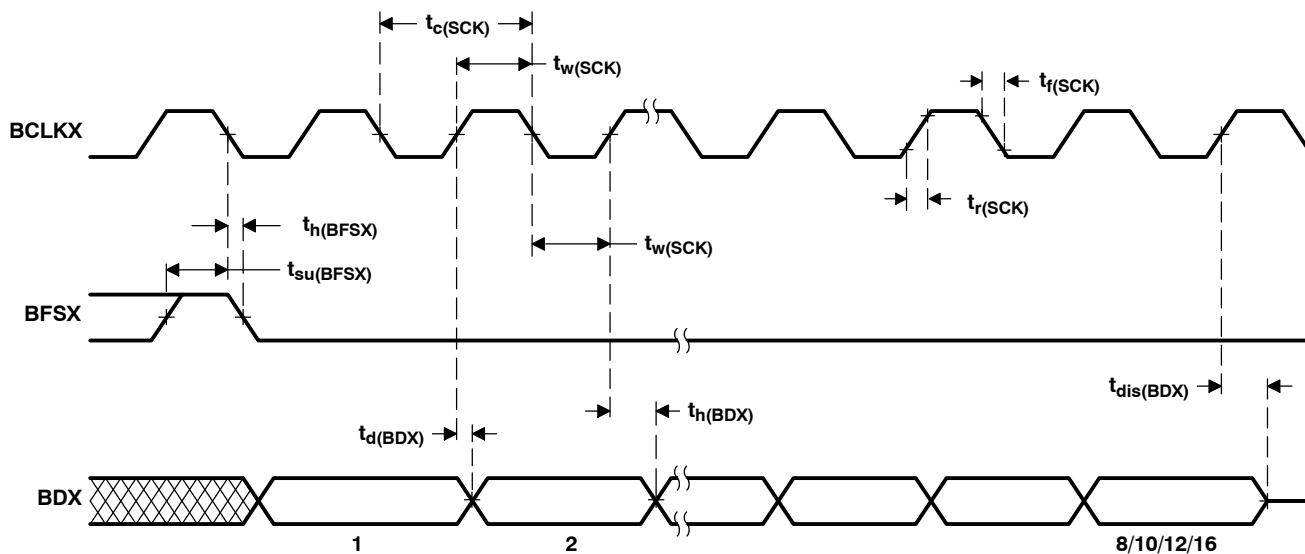 tc(SCK)
tw(SCK)
tf(SCK)
BCLKX
tr(SCK)
th(BFSX)
tw(SCK)
tsu(BFSX)
BFSX
tdis(BDX)
th(BDX)
td(BDX)
BDX
1 2 8/10/12/16